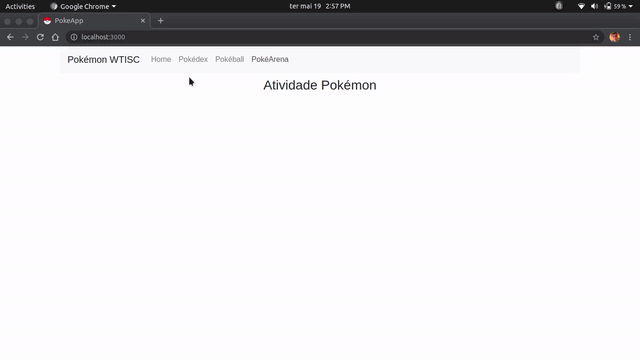 Activities Google Chrome ter mai 19 2:57 PM 59 %
PokeApp
localhost:3000
Pokémon WTISC Home Pokédex Pokéball PokéArena
Atividade Pokémon